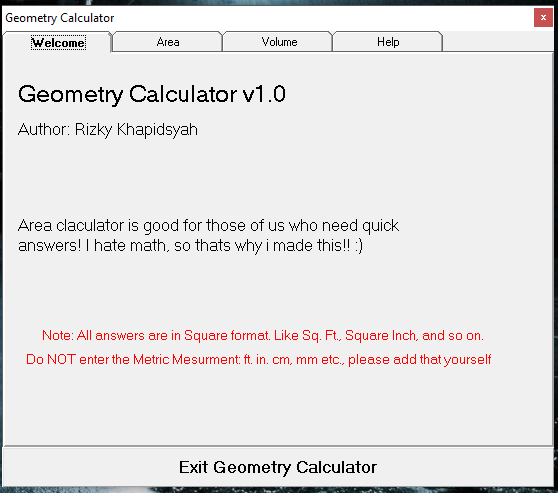 Geometry Calculator
x
Welcome Area Volume Help
Geometry Calculator v1.0
Author: Rizky Khapidsyah
Area claculator is good for those of us who need quick
answers! I hate math, so thats why i made this!! :)
Note: All answers are in Square format. Like Sq. Ft., Square Inch, and so on.
Do NOT enter the Metric Mesurment: ft. in. cm, mm etc., please add that yourself
Exit Geometry Calculator